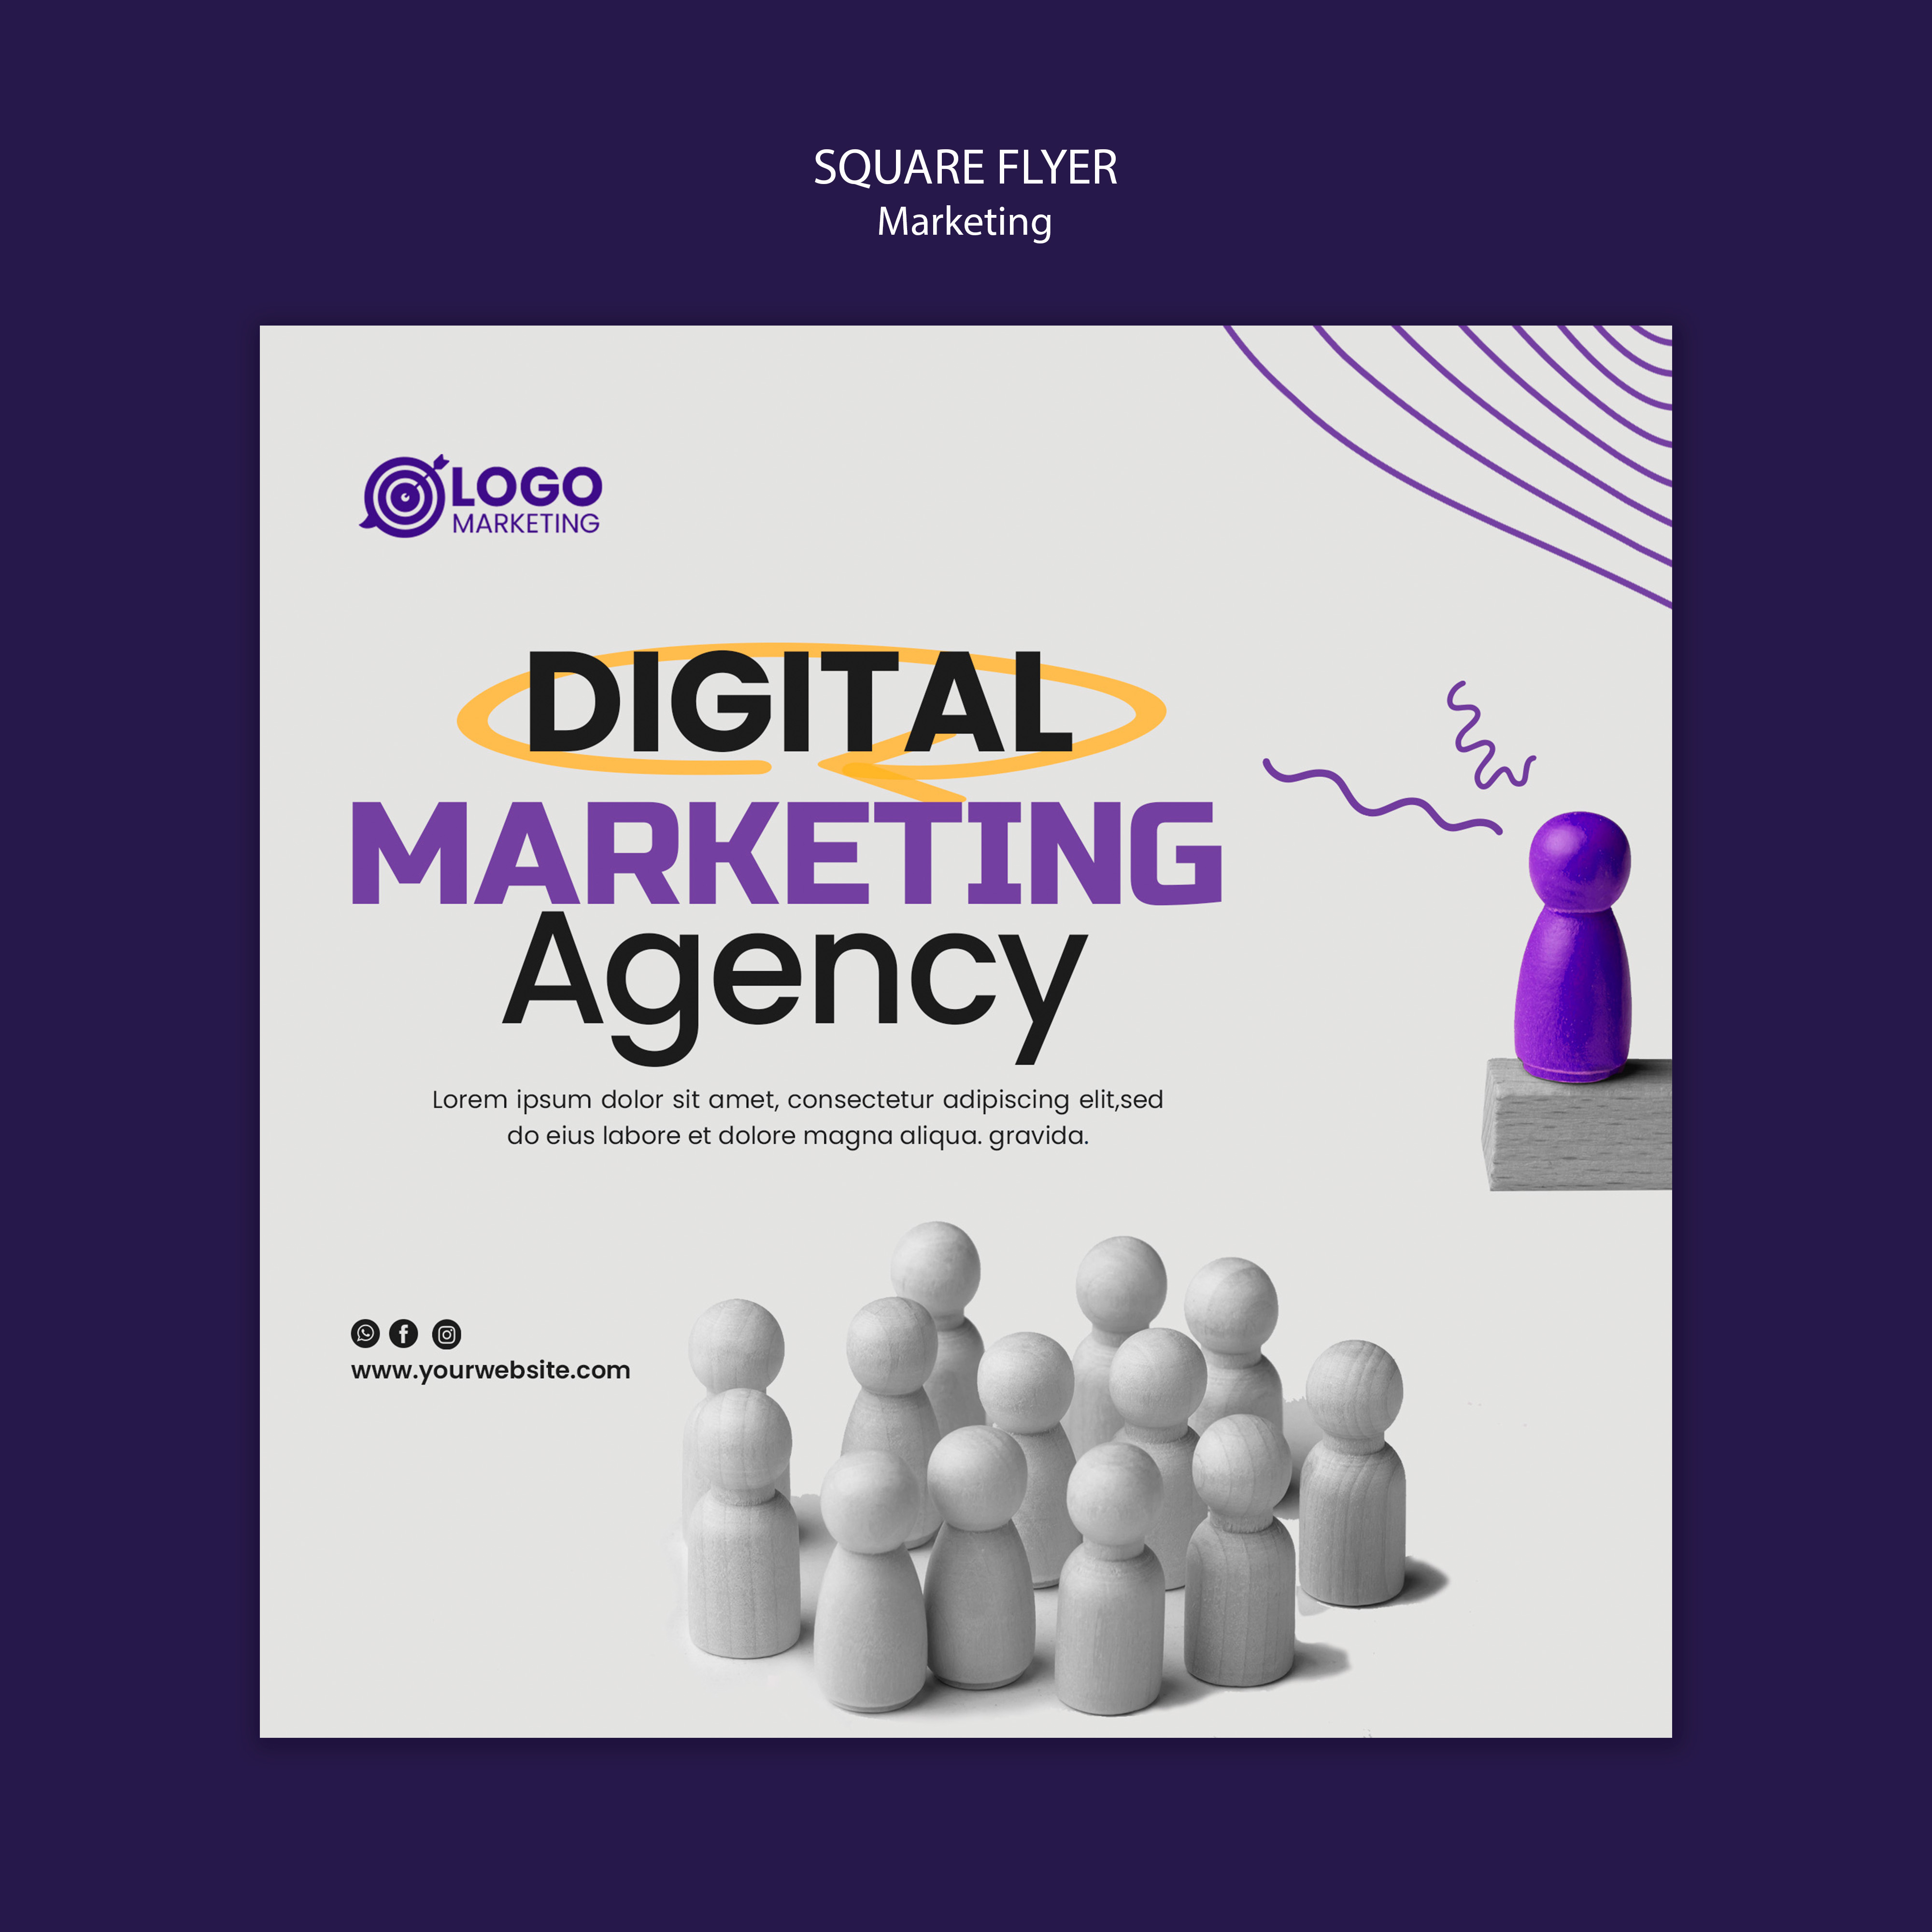 SQUARE FLYER
Marketing
LOGO
MARKETING
DIGITAL
MARKETING
Agency
Lorem ipsum dolor sit amet, consectetur adipiscing elit,sed
do eius labore et dolore magna aliqua. gravida.
www.yourwebsite.com